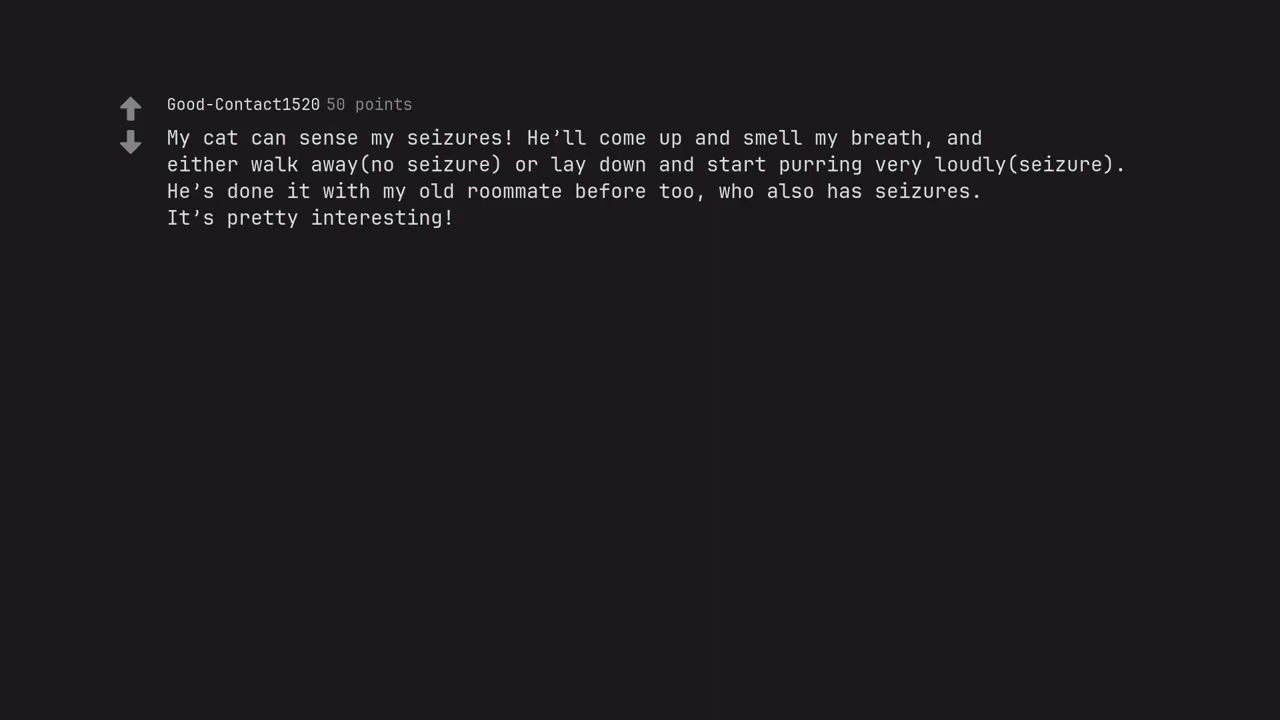 Good-Contact1520 50 points
My cat can sense my seizures! He’ll come up and smell my breath, and
either walk away(no seizure) or lay down and start purring very loudly(seizure).
He’s done it with my old roommate before too, who also has seizures.
It’s pretty interesting!